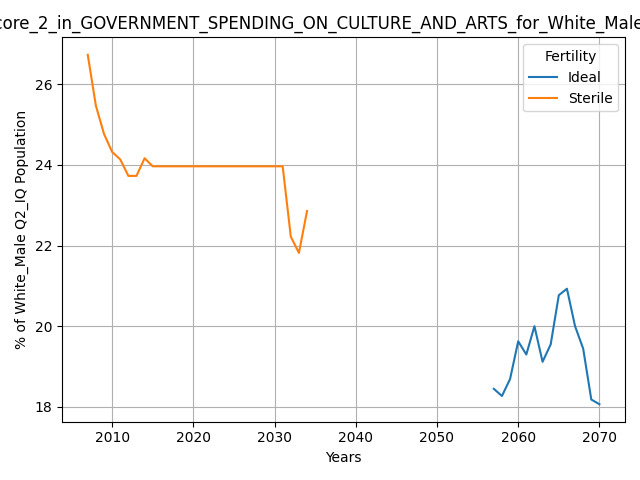 core_2_in_GOVERNMENT_SPENDING_ON_CULTURE_AND_ARTS_for_White_Male
Fertility
Ideal
Sterile
% of White_Male Q2_IQ Population
26
24
22
20
18
2010 2020 2030 2040 2050 2060 2070
Years